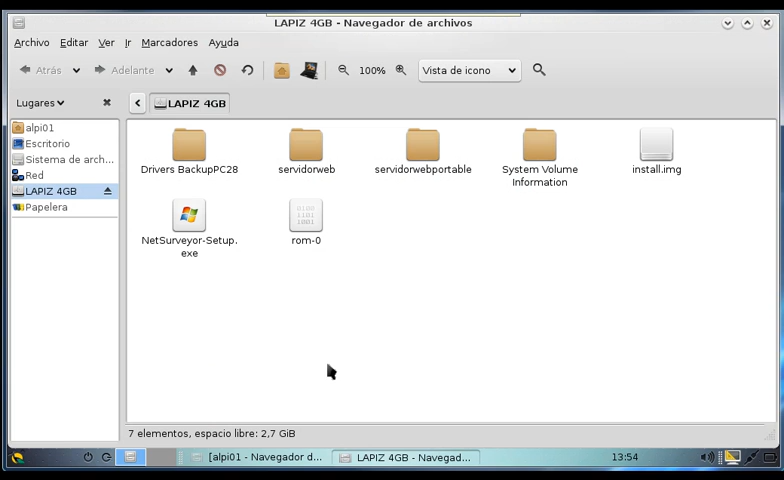 LAPIZ 4GB - Navegador de archivos
Archivo Editar Ver Ir Marcadores Ayuda
Atrás Adelante 100% Vista de icono
Lugares LAPIZ 4GB
alpi01
Escritorio
Sistema de arch...
Red
LAPIZ 4GB
Papelera
Drivers BackupPC28 servidorweb servidorwebportable System Volume Information install.img
NetSurveyor-Setup.exe rom-0
7 elementos, espacio libre: 2,7 GiB
[alpi01 - Navegador d... LAPIZ 4GB - Navegad... 13:54